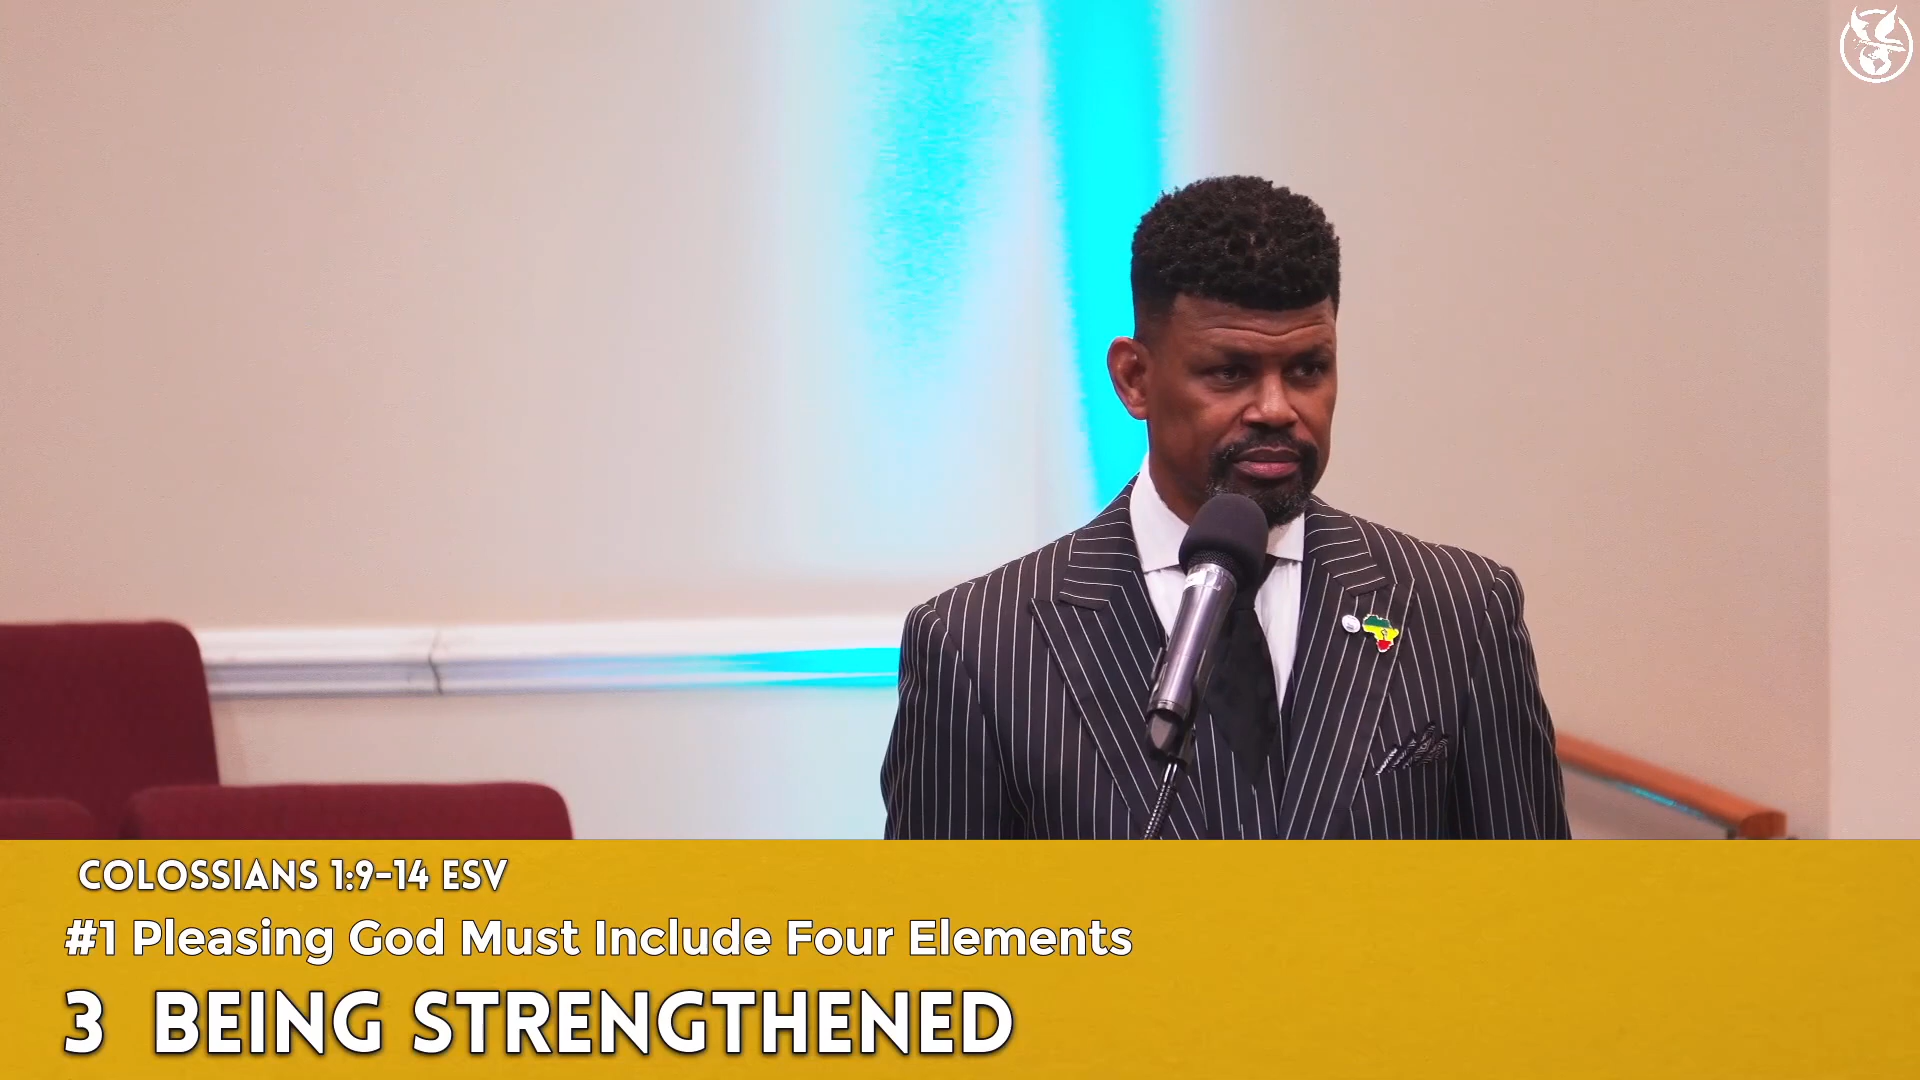 COLOSSIANS 1:9-14 ESV
#1 Pleasing God Must Include Four Elements
3 BEING STRENGTHENED